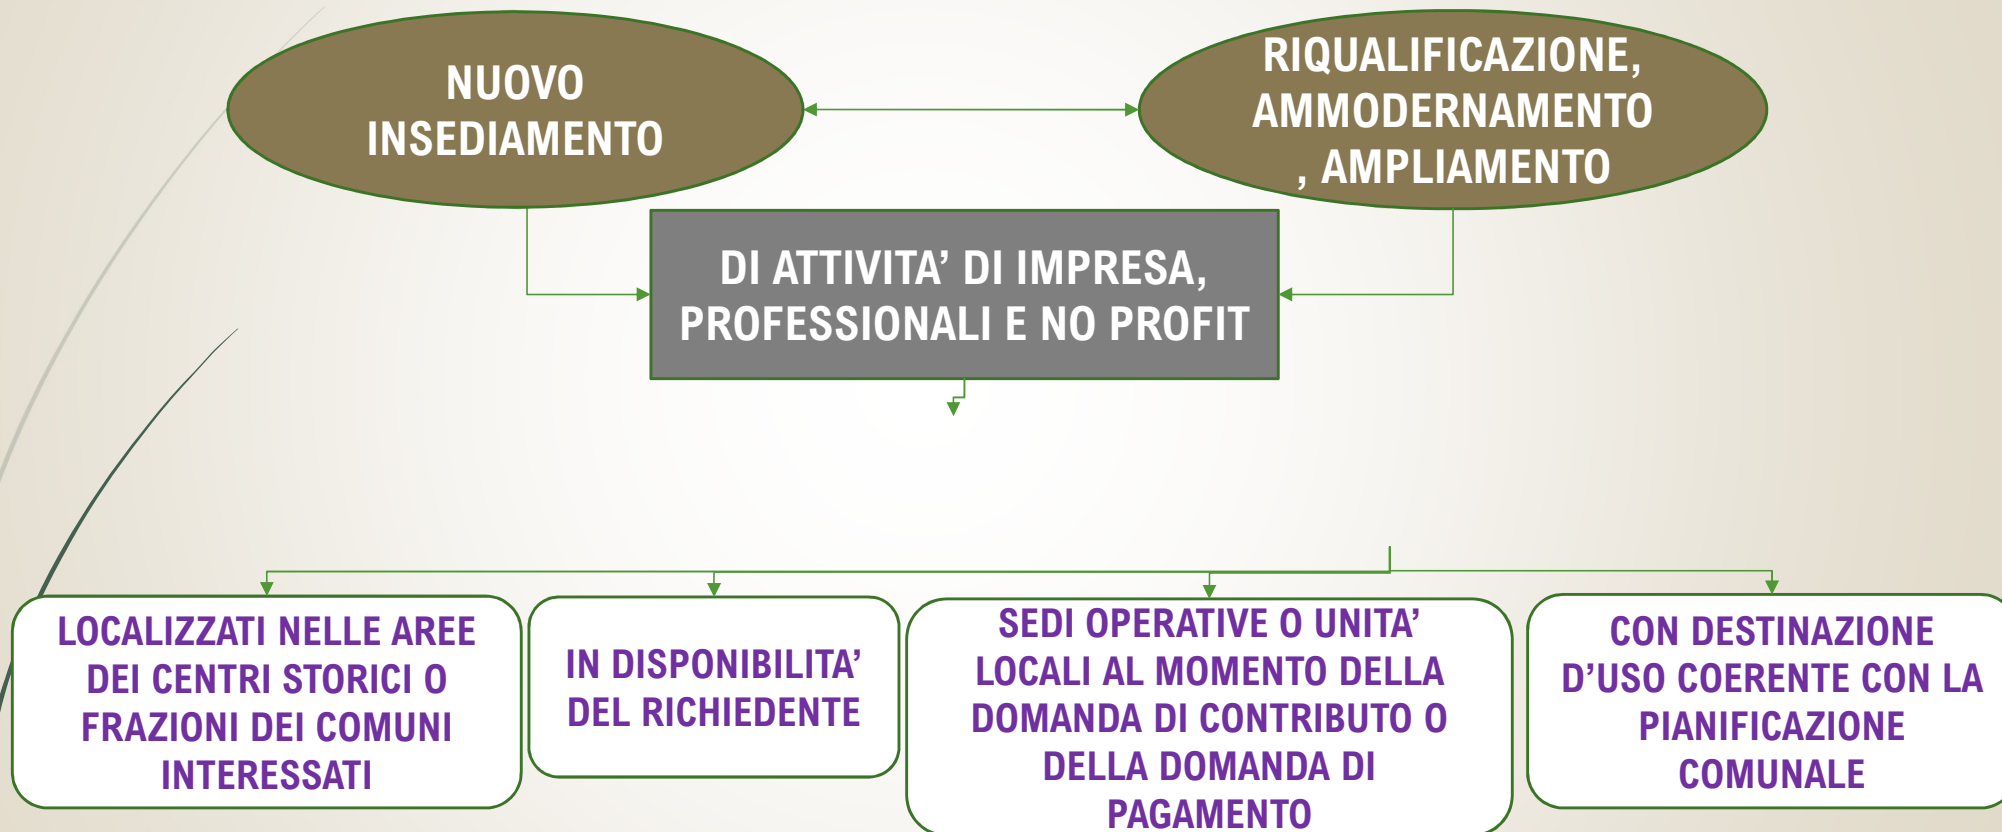 NUOVO
INSEDIAMENTO
RIQUALIFICAZIONE,
AMMODERNAMENTO
, AMPLIAMENTO
DI ATTIVITA’ DI IMPRESA,
PROFESSIONALI E NO PROFIT
LOCALIZZATI NELLE AREE
DEI CENTRI STORICI O
FRAZIONI DEI COMUNI
INTERESSATI
IN DISPONIBILITA’
DEL RICHIEDENTE
SEDI OPERATIVE O UNITA’
LOCALI AL MOMENTO DELLA
DOMANDA DI CONTRIBUTO O
DELLA DOMANDA DI
PAGAMENTO
CON DESTINAZIONE
D’USO COERENTE CON LA
PIANIFICAZIONE
COMUNALE